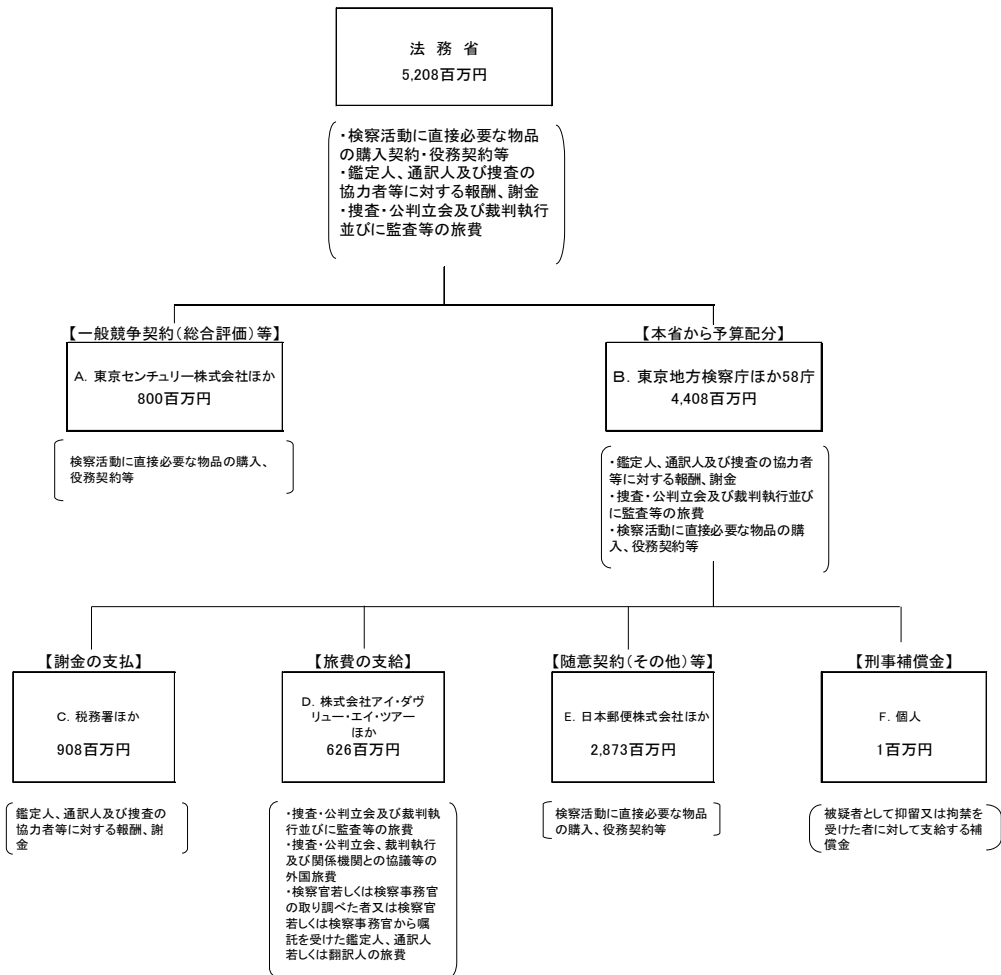 法 務 省
5,208百万円
・検察活動に直接必要な物品
の購入契約・役務契約等
・鑑定人、通訳人及び捜査の
協力者等に対する報酬、謝金
・捜査・公判立会及び裁判執行
並びに監査等の旅費
【一般競争契約（総合評価）等】
A. 東京センチュリー株式会社ほか
800百万円
検察活動に直接必要な物品の購入、
役務契約等
【本省から予算配分】
B. 東京地方検察庁ほか58庁
4,408百万円
・鑑定人、通訳人及び捜査の協力者
等に対する報酬、謝金
・捜査・公判立会及び裁判執行並び
に監査等の旅費
・検察活動に直接必要な物品の購
入、役務契約等
【謝金の支払】
C. 税務署ほか
908百万円
鑑定人、通訳人及び捜査の
協力者等に対する報酬、謝
金
【旅費の支給】
D. 株式会社アイ・ダヴ
リュー・エイ・ツアー
ほか
626百万円
・捜査・公判立会及び裁判執
行並びに監査等の旅費
・捜査・公判立会、裁判執行
及び関係機関との協議等の
外国旅費
・検察官若しくは検察事務官
の取り調べた者又は検察官
若しくは検察事務官から嘱
託を受けた鑑定人、通訳人
若しくは翻訳人の旅費
【随意契約（その他）等】
E. 日本郵便株式会社ほか
2,873百万円
検察活動に直接必要な物品
の購入、役務契約等
【刑事補償金】
F. 個人
1百万円
被疑者として抑留又は拘禁を
受けた者に対して支給する補
償金